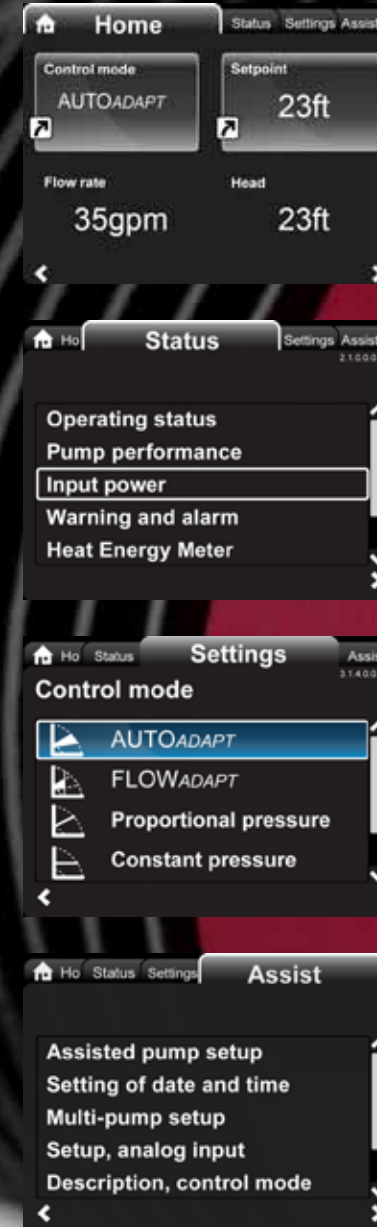 Home Status Settings Assist
Control mode Setpoint
AUTOADAPT 23ft
Flow rate Head
35gpm 23ft
Ho Status Settings Assist
2.1.0.0.0
Operating status
Pump performance
Input power
Warning and alarm
Heat Energy Meter
Ho Status Settings Assis
3.1.4.0.0
Control mode
AUTOADAPT
FLOWADAPT
Proportional pressure
Constant pressure
Ho Status Settings Assist
Assisted pump setup
Setting of date and time
Multi-pump setup
Setup, analog input
Description, control mode